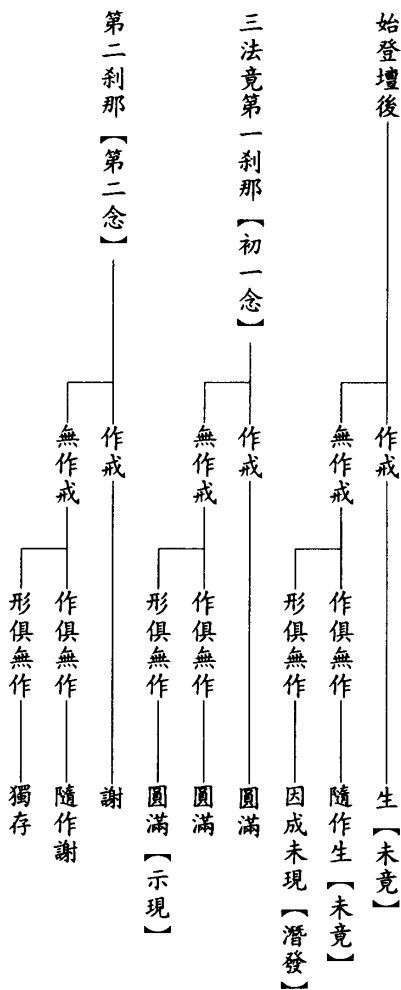 始登壇後
作戒
生【未竟】
無作戒
作俱無作
隨作生【未竟】
形俱無作
因成未現【潛發】
三法竟第一剎那【初一念】
作戒
圓滿
無作戒
作俱無作
圓滿
形俱無作
圓滿【示現】
第二剎那【第二念】
作戒
謝
無作戒
作俱無作
隨作謝
形俱無作
獨存